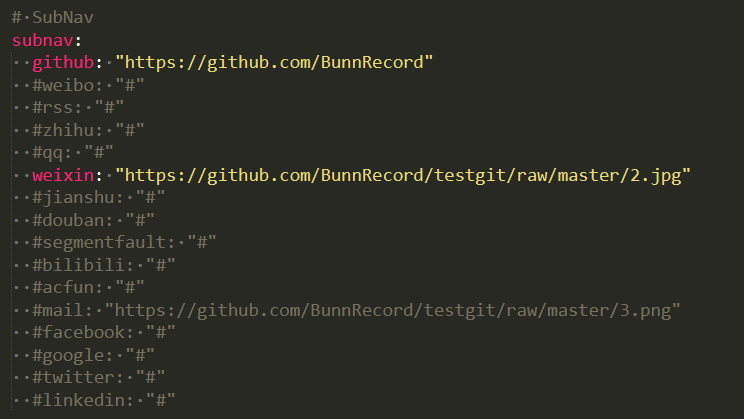 # SubNav
subnav:
  github: "https://github.com/BunnRecord"
  #weibo: "#"
  #rss: "#"
  #zhihu: "#"
  #qq: "#"
  weixin: "https://github.com/BunnRecord/testgit/raw/master/2.jpg"
  #jianshu: "#"
  #douban: "#"
  #segmentfault: "#"
  #bilibili: "#"
  #acfun: "#"
  #mail: "https://github.com/BunnRecord/testgit/raw/master/3.png"
  #facebook: "#"
  #google: "#"
  #twitter: "#"
  #linkedin: "#"